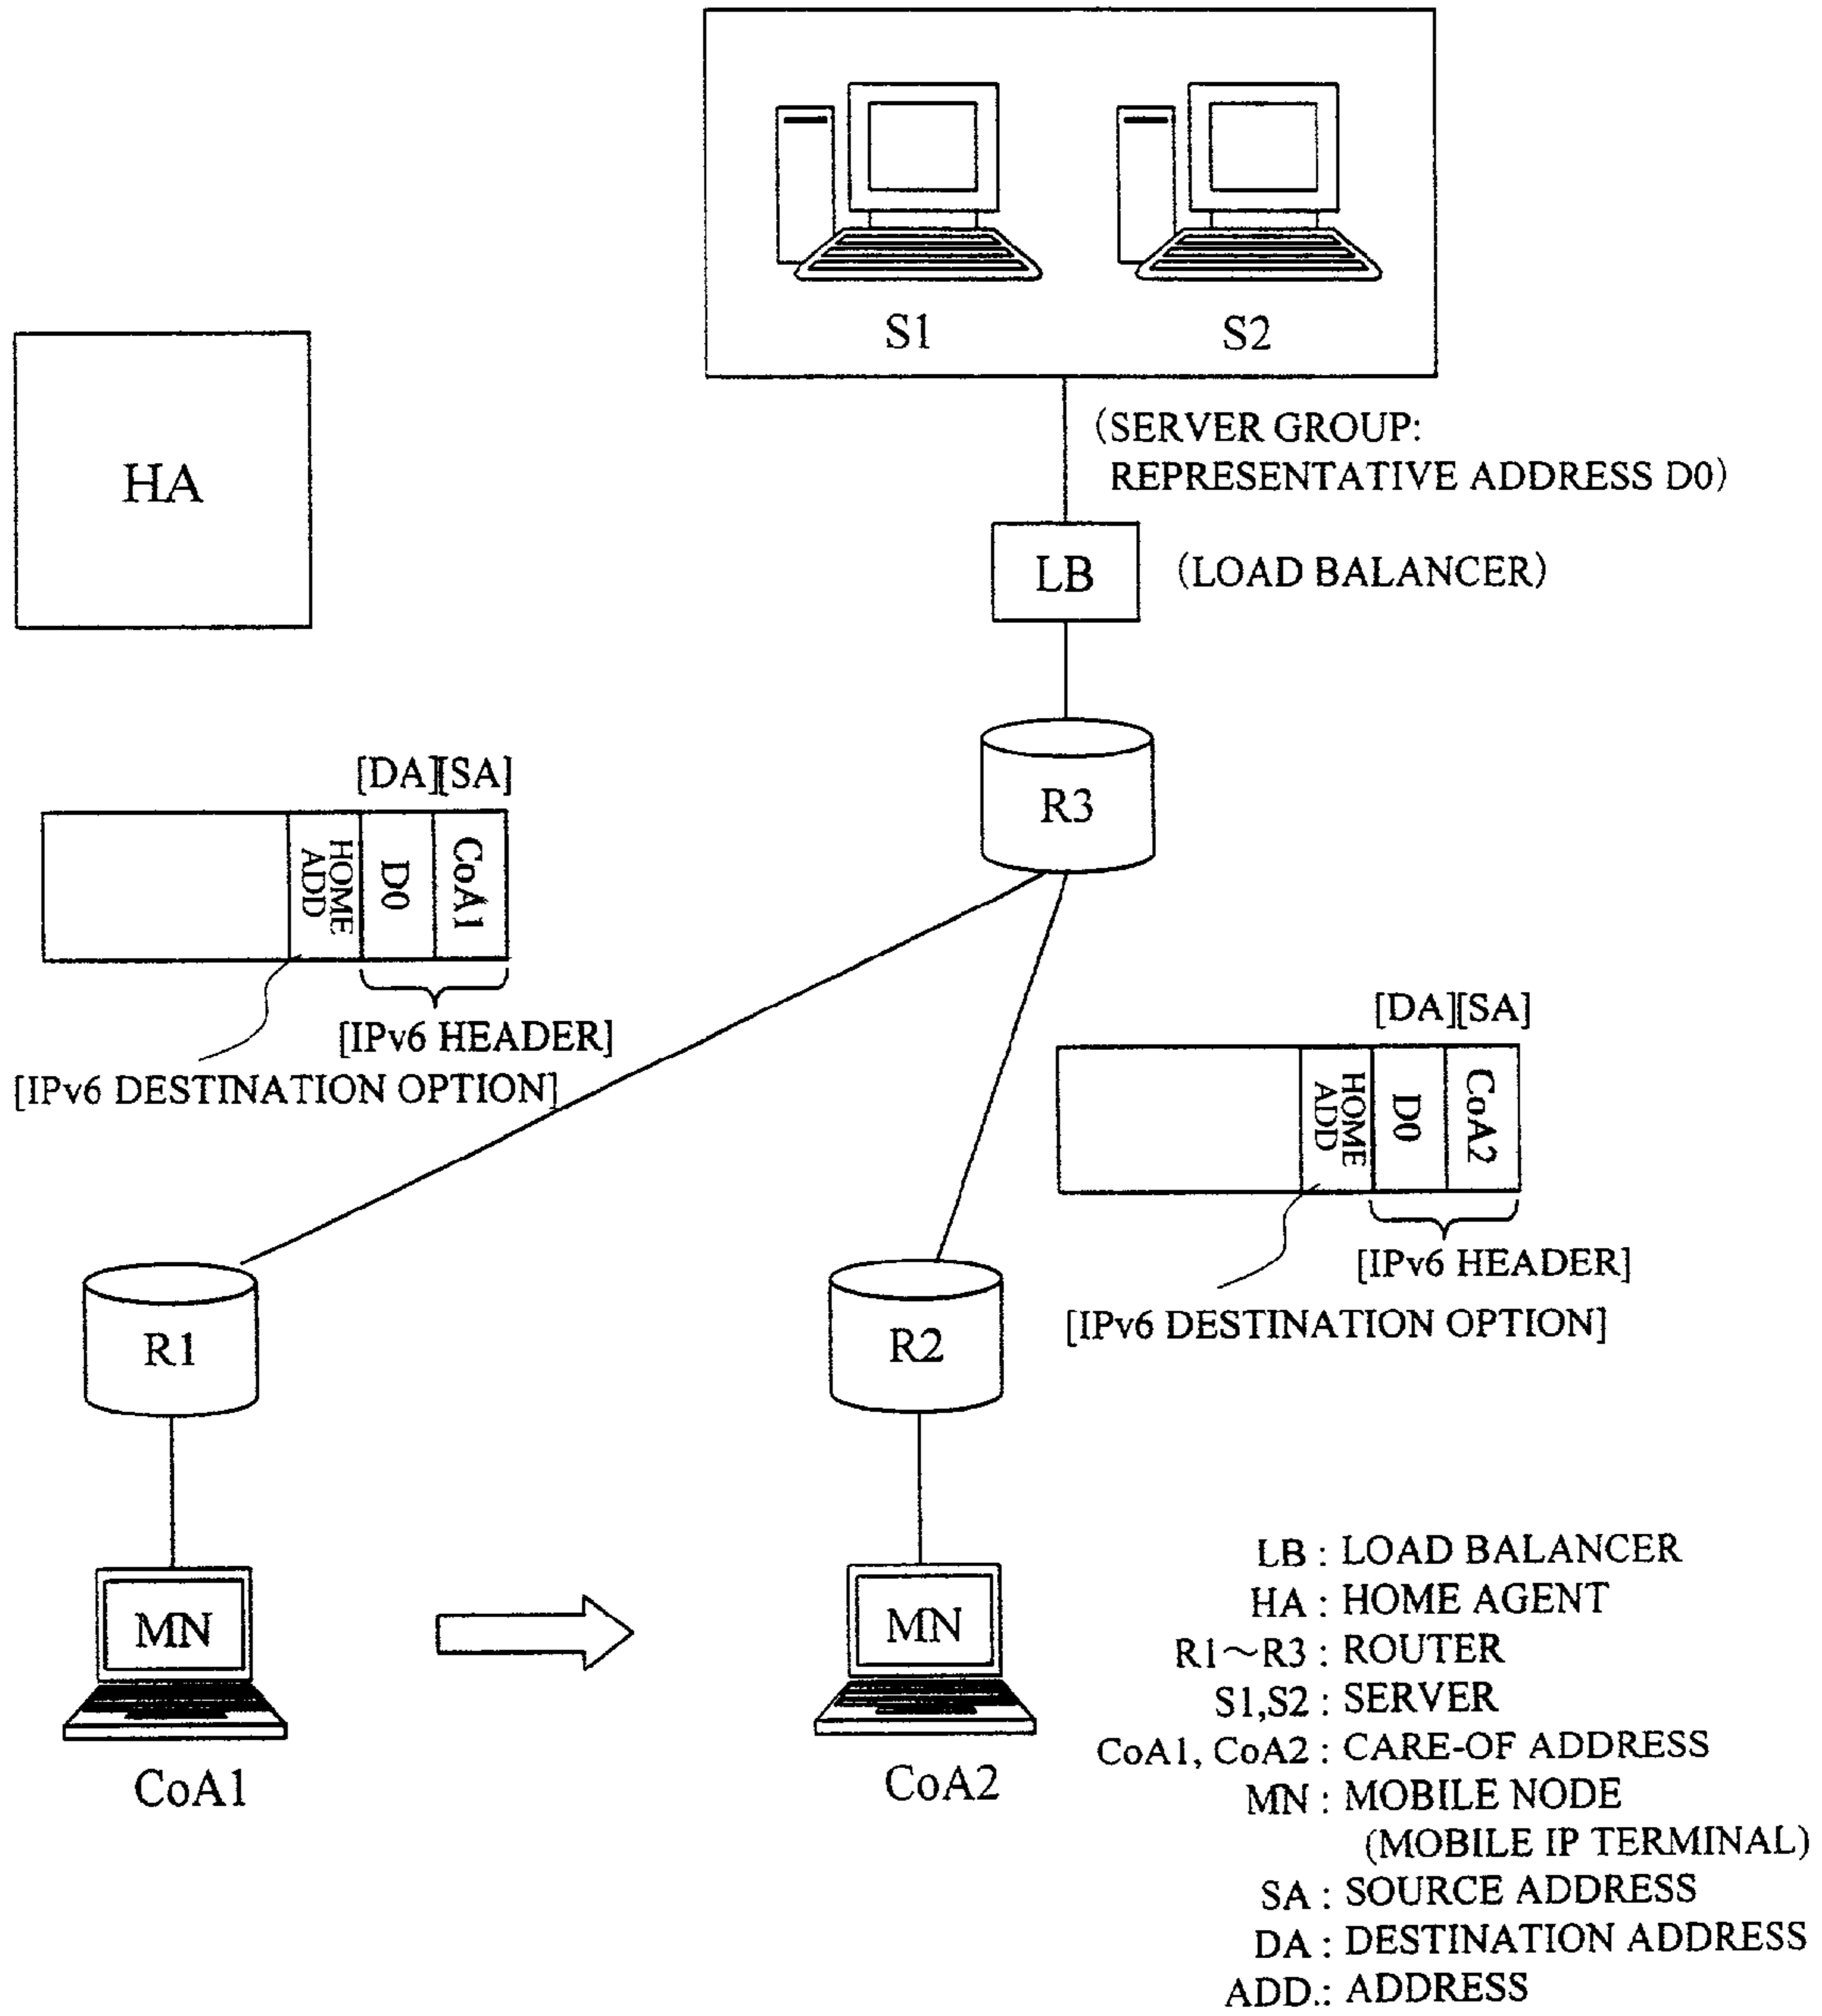 S1
S2
(SERVER GROUP:
REPRESENTATIVE ADDRESS D0)
HA
LB
(LOAD BALANCER)
R3
[DA][SA]
HOME
ADD
D0
CoA1
[IPv6 HEADER]
[IPv6 DESTINATION OPTION]
[DA][SA]
HOME
ADD
D0
CoA2
[IPv6 HEADER]
[IPv6 DESTINATION OPTION]
R1
R2
MN
MN
CoA1
CoA2
LB : LOAD BALANCER
HA : HOME AGENT
R1~R3 : ROUTER
S1,S2 : SERVER
CoA1, CoA2 : CARE-OF ADDRESS
MN : MOBILE NODE
(MOBILE IP TERMINAL)
SA : SOURCE ADDRESS
DA : DESTINATION ADDRESS
ADD.: ADDRESS